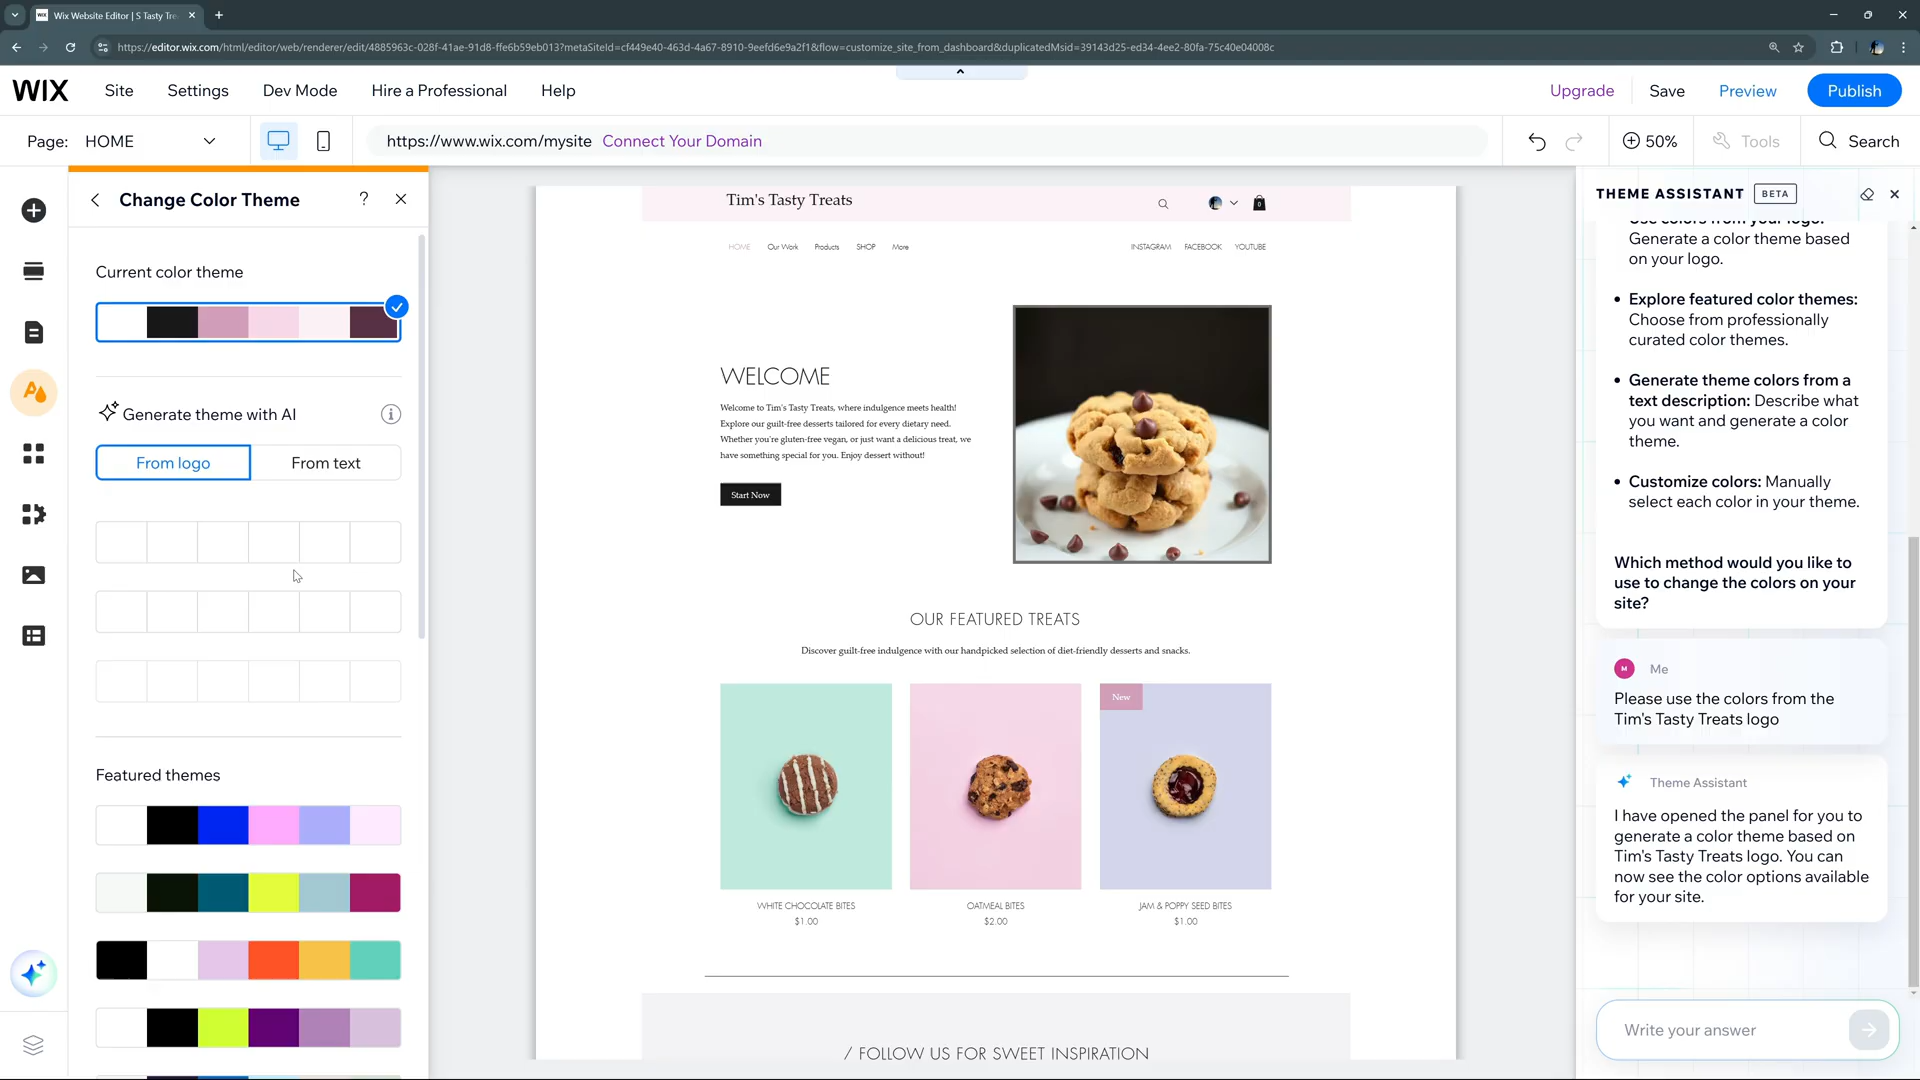 Wix Website Editor | S Tasty Tre
https://editor.wix.com/html/editor/web/renderer/edit/4885963c-028f-41ae-91d8-ffe6b59eb013?metaSiteId=cf449e40-463d-4a67-8910-9eefd6e9a2f1&flow=customize_site_from_dashboard&duplicatedMsid=39143d25-ed34-4ee2-80fa-75c40e04008c
WIX Site Settings Dev Mode Hire a Professional Help Upgrade Save Preview Publish
Page: HOME https://www.wix.com/mysite Connect Your Domain 50% Tools Search
Change Color Theme ?
Current color theme
Generate theme with AI
From logo From text
Featured themes
Tim's Tasty Treats
0
HOME Our Work Products SHOP More INSTAGRAM FACEBOOK YOUTUBE
WELCOME
Welcome to Tim's Tasty Treats, where indulgence meets health!
Explore our guilt-free desserts tailored for every dietary need.
Whether you're gluten-free vegan, or just want a delicious treat, we
have something special for you. Enjoy dessert without!
Start Now
OUR FEATURED TREATS
Discover guilt-free indulgence with our handpicked selection of diet-friendly desserts and snacks.
New
WHITE CHOCOLATE BITES
$1.00
OATMEAL BITES
$2.00
JAM & POPPY SEED BITES
$1.00
/ FOLLOW US FOR SWEET INSPIRATION
THEME ASSISTANT BETA
Use colors from your logo:
Generate a color theme based
on your logo.
• Explore featured color themes:
Choose from professionally
curated color themes.
• Generate theme colors from a
text description: Describe what
you want and generate a color
theme.
• Customize colors: Manually
select each color in your theme.
Which method would you like to
use to change the colors on your
site?
M Me
Please use the colors from the
Tim's Tasty Treats logo
Theme Assistant
I have opened the panel for you to
generate a color theme based on
Tim's Tasty Treats logo. You can
now see the color options available
for your site.
Write your answer